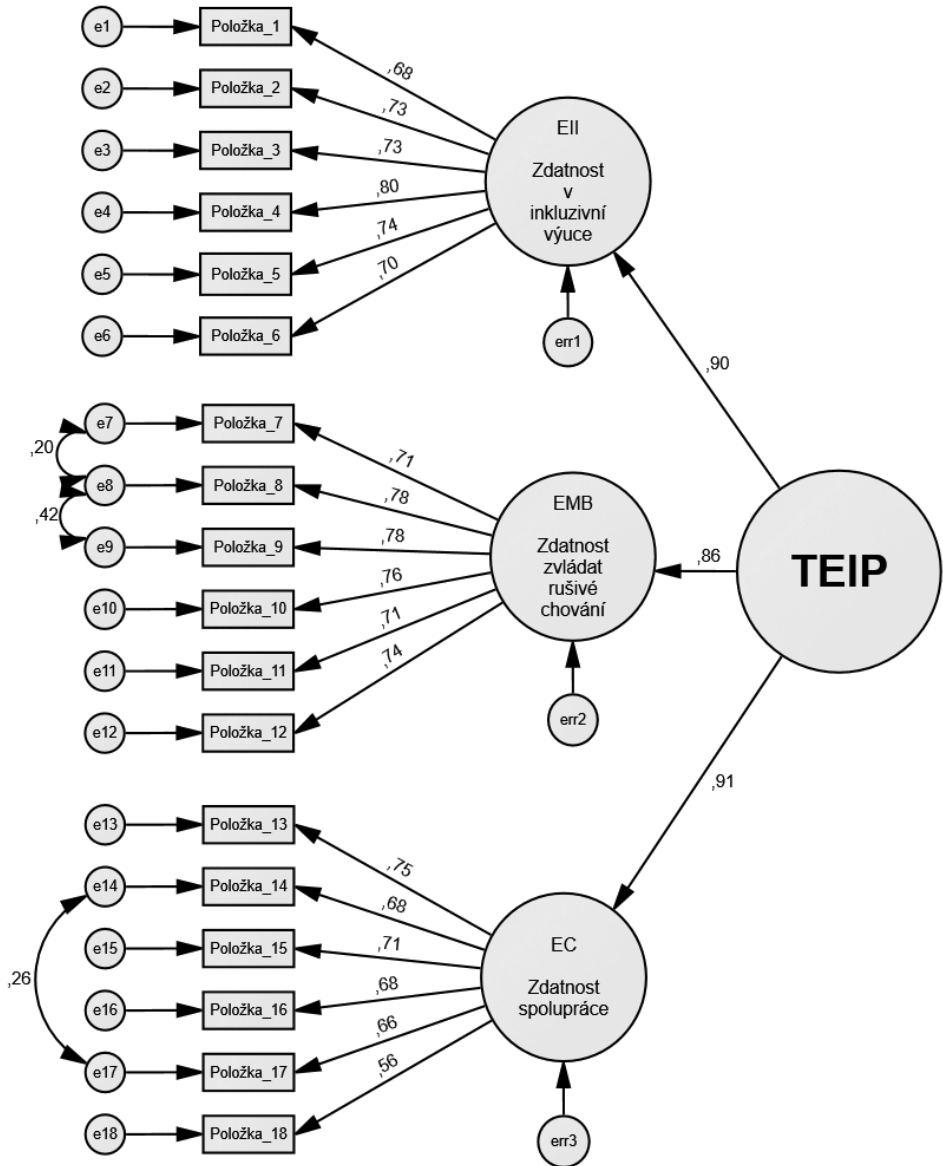 e1 Položka_1
,68
e2 Položka_2
,73
e3 Položka_3
,73
e4 Položka_4
,80
e5 Položka_5
,74
e6 Položka_6
,70
EII
Zdatnost
v
inkluzivní
výuce
err1
,90
e7 Položka_7
,71
,20
e8 Položka_8
,78
,42
e9 Položka_9
,78
e10 Položka_10
,76
e11 Položka_11
,71
e12 Položka_12
,74
EMB
Zdatnost
zvládat
rušivé
chování
err2
,86
TEIP
,91
e13 Položka_13
,75
e14 Položka_14
,68
e15 Položka_15
,71
,26
e16 Položka_16
,68
e17 Položka_17
,66
e18 Položka_18
,56
EC
Zdatnost
spolupráce
err3